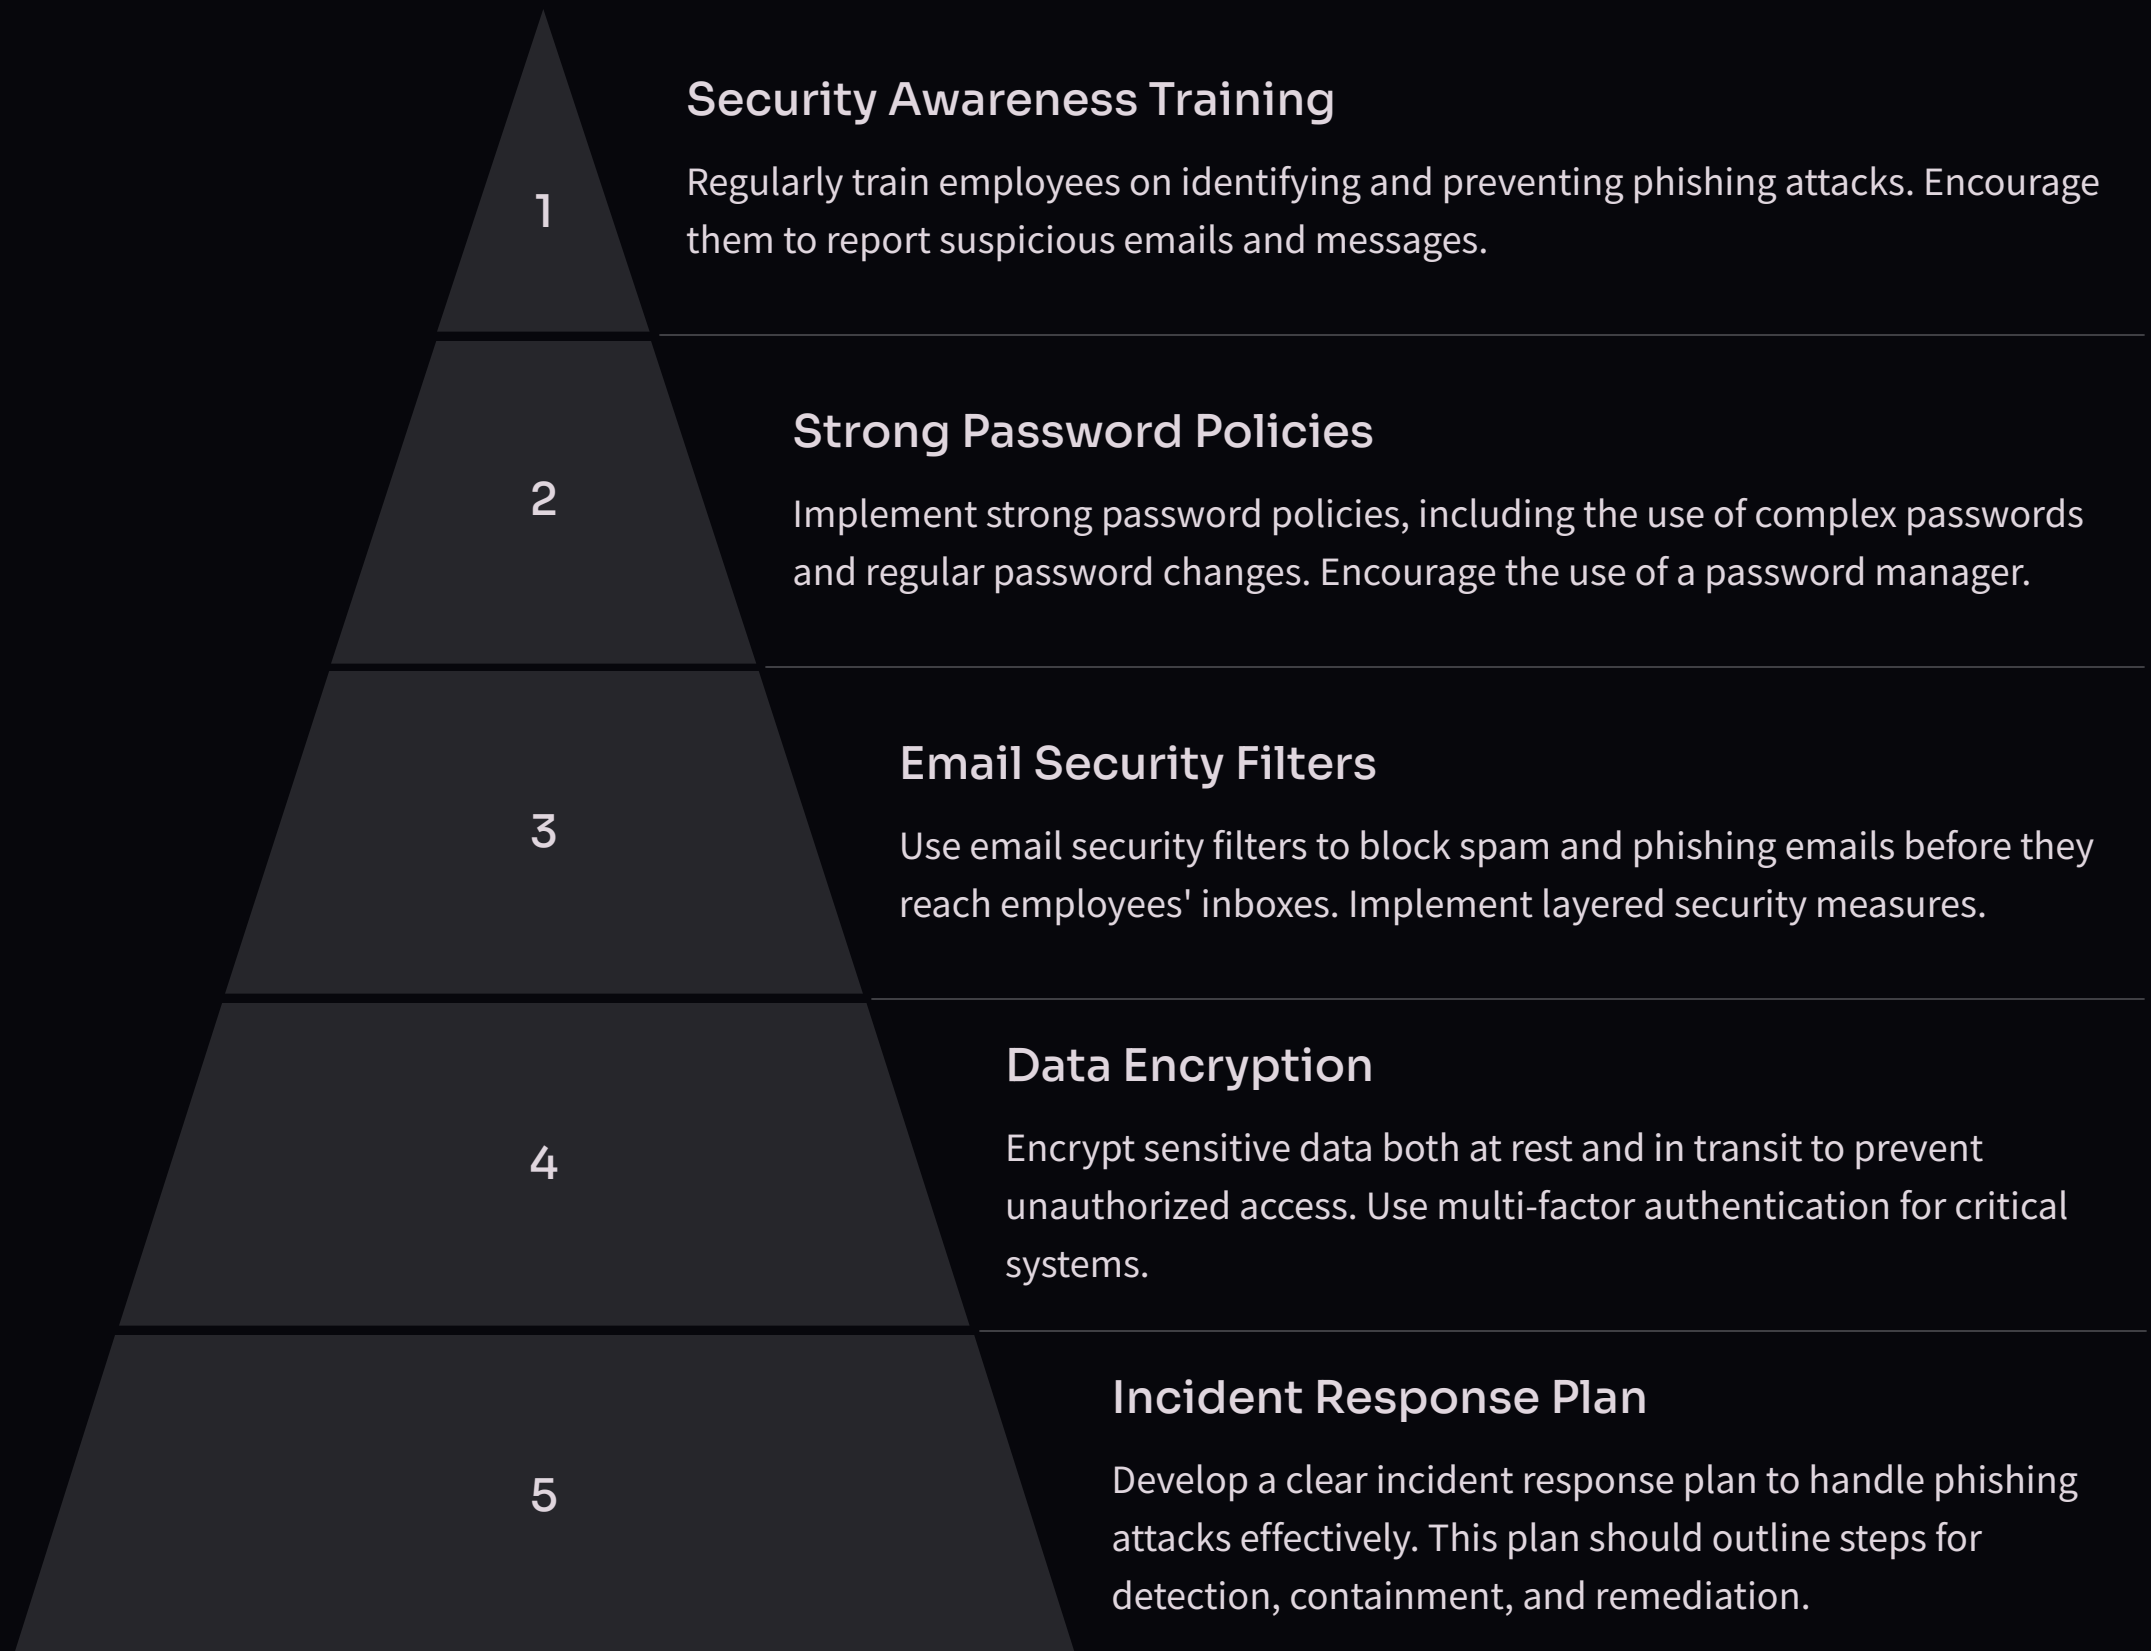 Security Awareness Training
1
Regularly train employees on identifying and preventing phishing attacks. Encourage
them to report suspicious emails and messages.
Strong Password Policies
2
Implement strong password policies, including the use of complex passwords
and regular password changes. Encourage the use of a password manager.
Email Security Filters
3
Use email security filters to block spam and phishing emails before they
reach employees' inboxes. Implement layered security measures.
Data Encryption
4
Encrypt sensitive data both at rest and in transit to prevent
unauthorized access. Use multi-factor authentication for critical
systems.
Incident Response Plan
5
Develop a clear incident response plan to handle phishing
attacks effectively. This plan should outline steps for
detection, containment, and remediation.